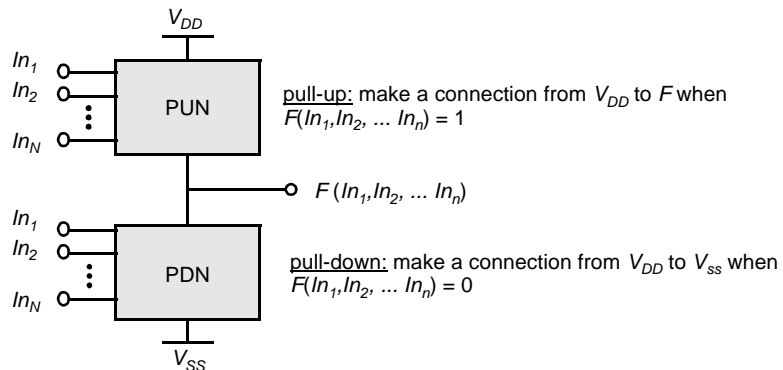 V_DD
In_1
In_2
In_N
PUN
pull-up: make a connection from V_DD to F when
F(In_1,In_2, ... In_n) = 1
F(In_1,In_2, ... In_n)
In_1
In_2
In_N
PDN
pull-down: make a connection from V_DD to V_ss when
F(In_1,In_2, ... In_n) = 0
V_SS